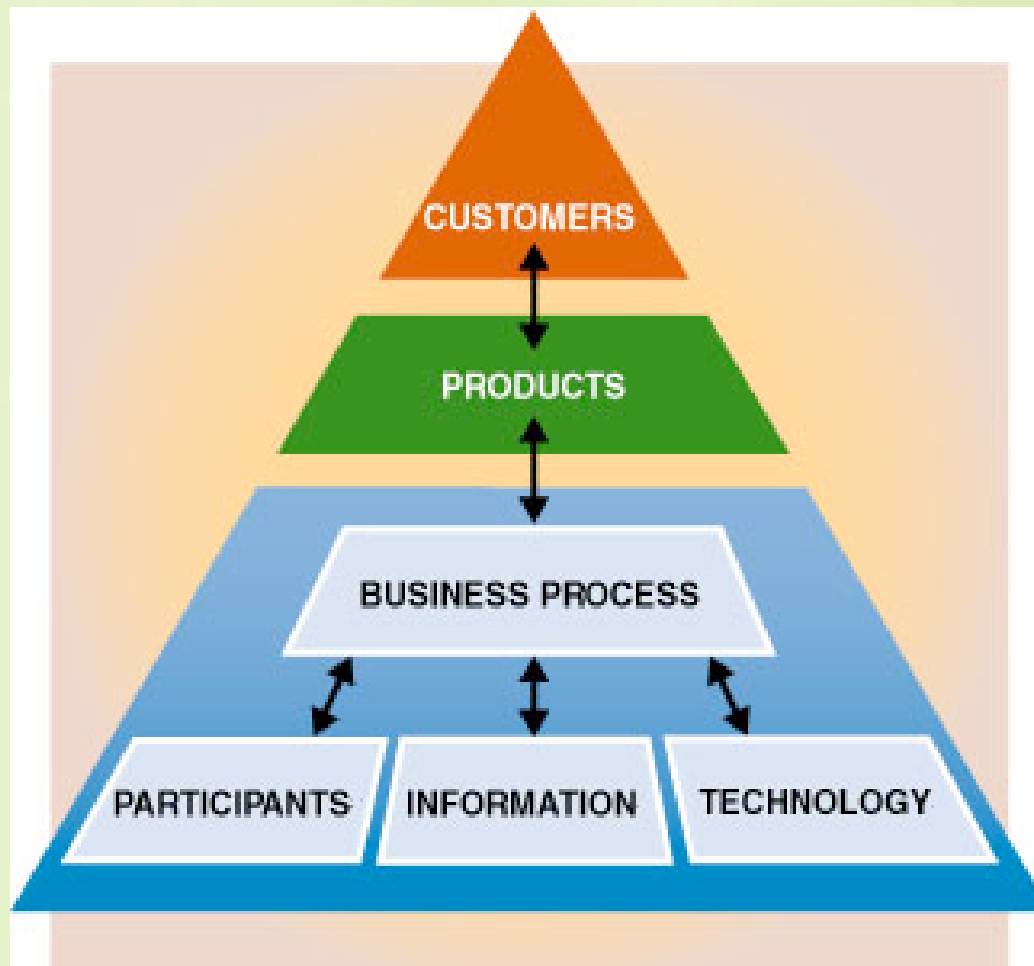 CUSTOMERS
PRODUCTS
BUSINESS PROCESS
PARTICIPANTS
INFORMATION
TECHNOLOGY